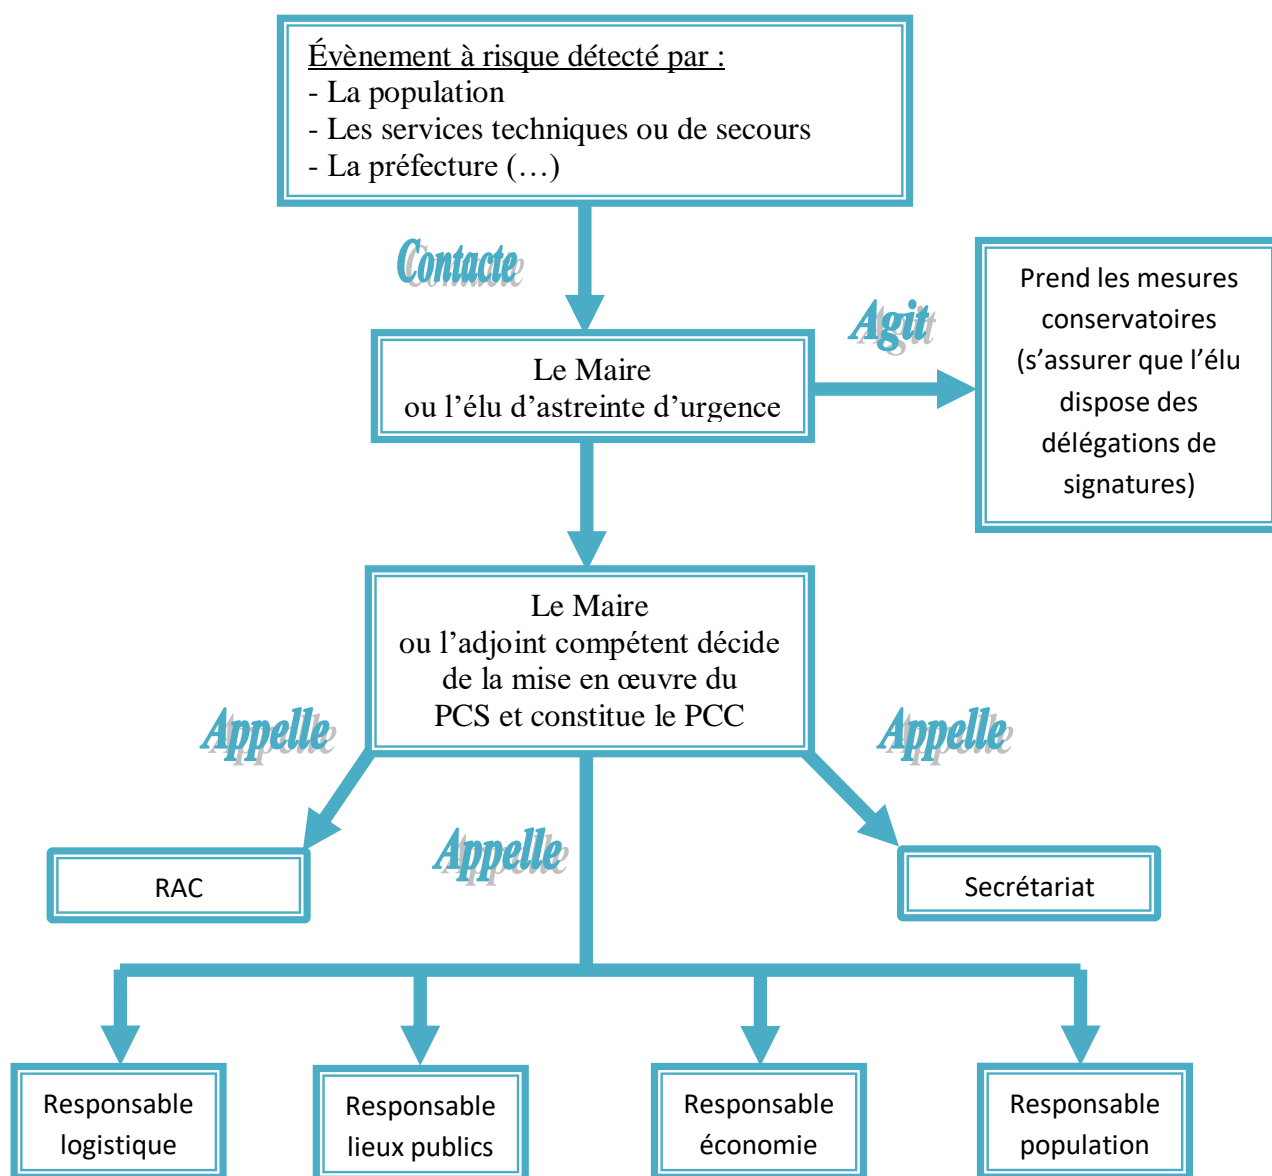 Évènement à risque détecté par :
- La population
- Les services techniques ou de secours
- La préfecture (…)
Contacte
Agit
Prend les mesures
conservatoires
(s’assurer que l’élu
dispose des
délégations de
signatures)
Le Maire
ou l’élu d’astreinte d’urgence
Le Maire
ou l’adjoint compétent décide
de la mise en œuvre du
PCS et constitue le PCC
Appelle
Appelle
Appelle
RAC
Secrétariat
Responsable
logistique
Responsable
lieux publics
Responsable
économie
Responsable
population